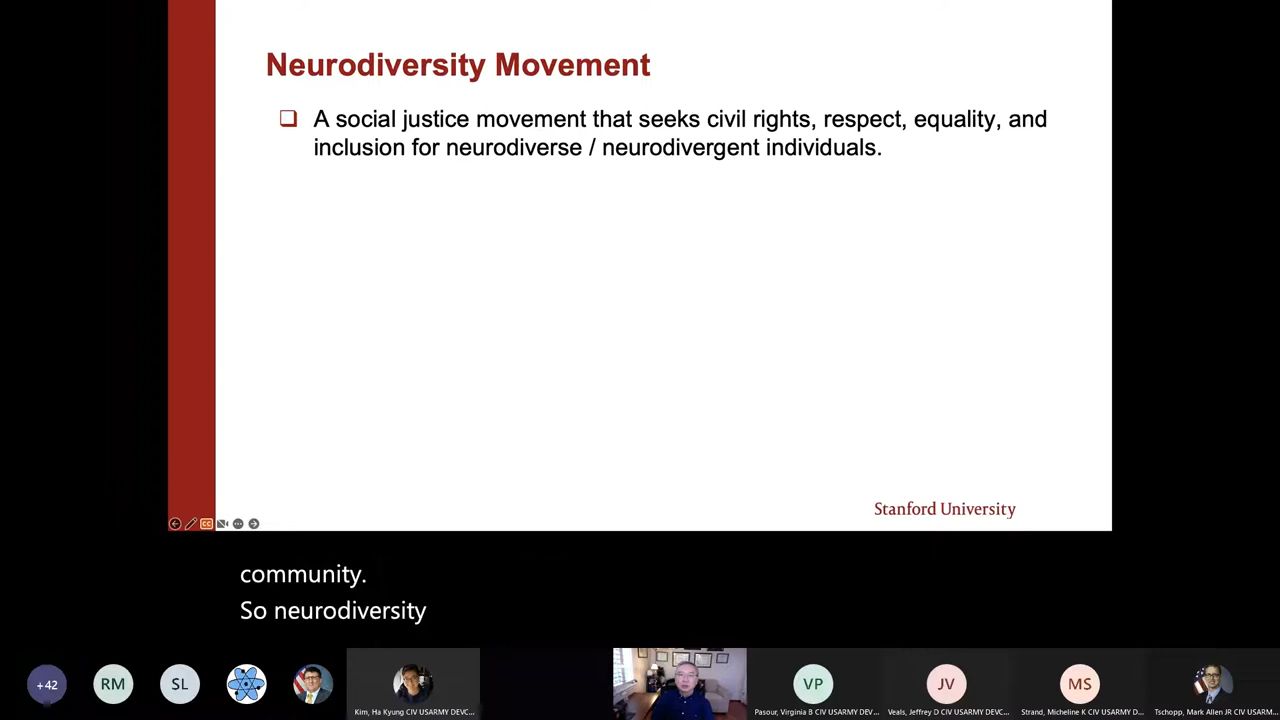 Neurodiversity Movement
A social justice movement that seeks civil rights, respect, equality, and
inclusion for neurodiverse / neurodivergent individuals.
Stanford University
CC
community.
So neurodiversity
+42
RM
SL
VP
JV
MS
Kim, Ha Kyung CIV USARMY DEVC...
Pasour, Virginia B CIV USARMY DEV...
Veals, Jeffrey D CIV USARMY DEVC...
Strand, Micheline K CIV USARMY D...
Tschopp, Mark Allen JR CIV USARM...